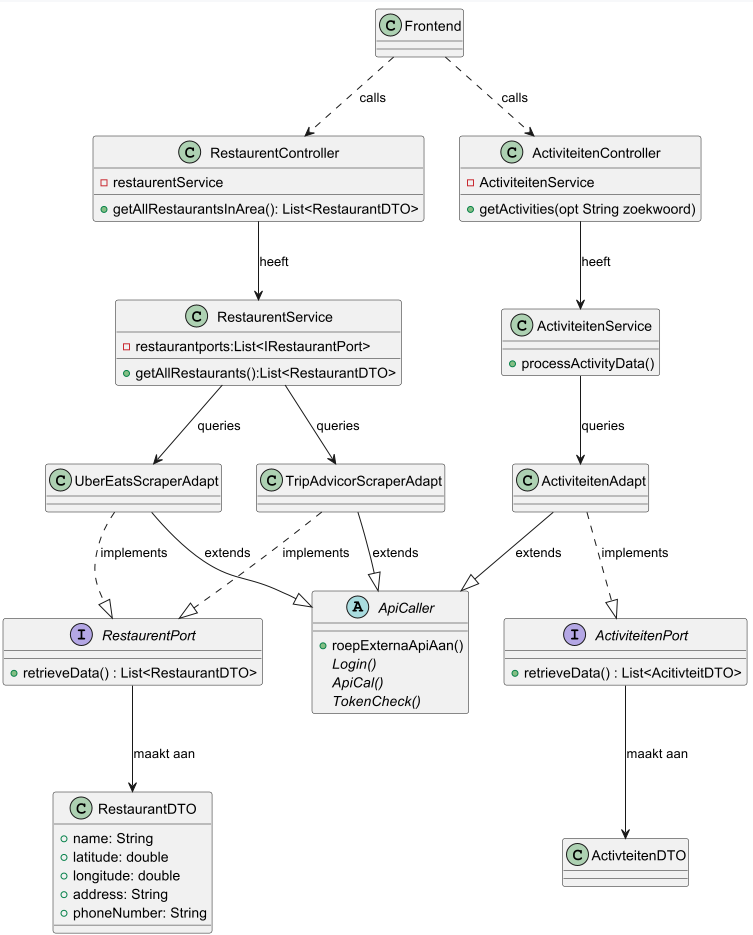 C Frontend
calls
calls
C RestaurentController
restaurentService
getAllRestaurantsInArea(): List<RestaurantDTO>
C ActiviteitenController
ActiviteitenService
getActivities(opt String zoekwoord)
heeft
heeft
C RestaurentService
restaurantports:List<IRestaurantPort>
getAllRestaurants():List<RestaurantDTO>
C ActiviteitenService
processActivityData()
queries
queries
queries
C UberEatsScraperAdapt
C TripAdvicorScraperAdapt
C ActiviteitenAdapt
implements
extends
implements
extends
extends
implements
I RestaurentPort
retrieveData() : List<RestaurantDTO>
A ApiCaller
roepExternaApiAan()
Login()
ApiCal()
TokenCheck()
I ActiviteitenPort
retrieveData() : List<AcitivteitDTO>
maakt aan
maakt aan
C RestaurantDTO
name: String
latitude: double
longitude: double
address: String
phoneNumber: String
C ActivteitenDTO